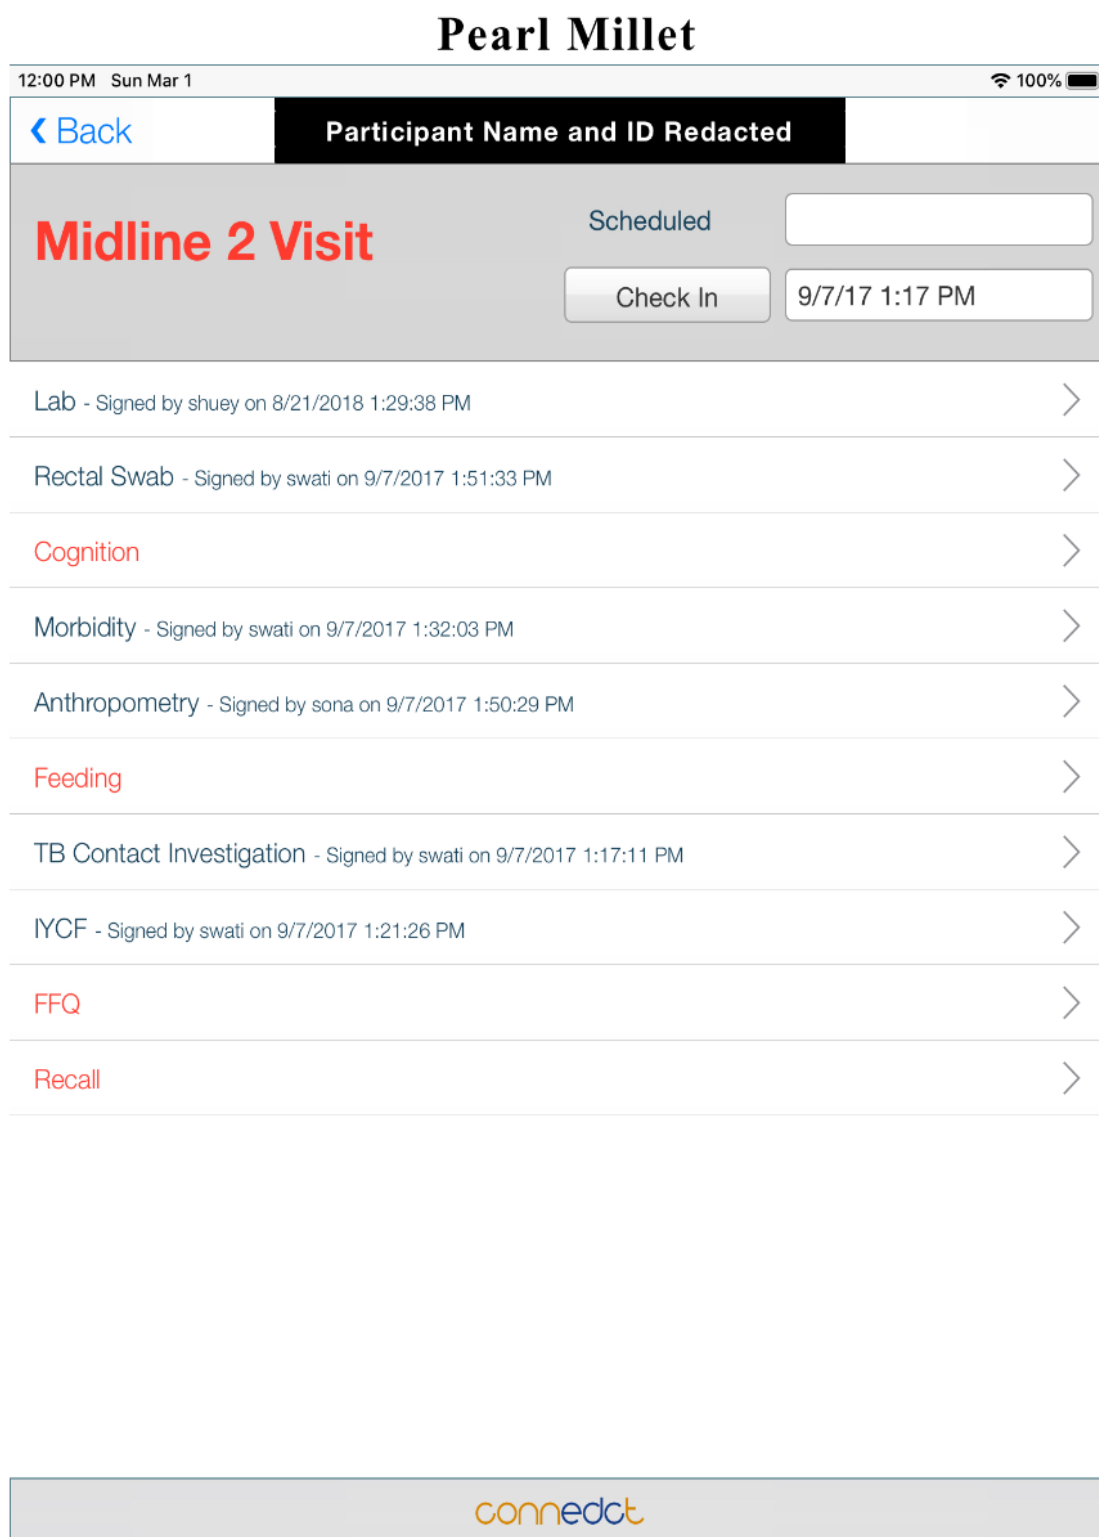 Pearl Millet
12:00 PM Sun Mar 1 100%
Back
Participant Name and ID Redacted
Midline 2 Visit
Scheduled
Check In 9/7/17 1:17 PM
Lab - Signed by shuey on 8/21/2018 1:29:38 PM
Rectal Swab - Signed by swati on 9/7/2017 1:51:33 PM
Cognition
Morbidity - Signed by swati on 9/7/2017 1:32:03 PM
Anthropometry - Signed by sona on 9/7/2017 1:50:29 PM
Feeding
TB Contact Investigation - Signed by swati on 9/7/2017 1:17:11 PM
IYCF - Signed by swati on 9/7/2017 1:21:26 PM
FFQ
Recall
connedct